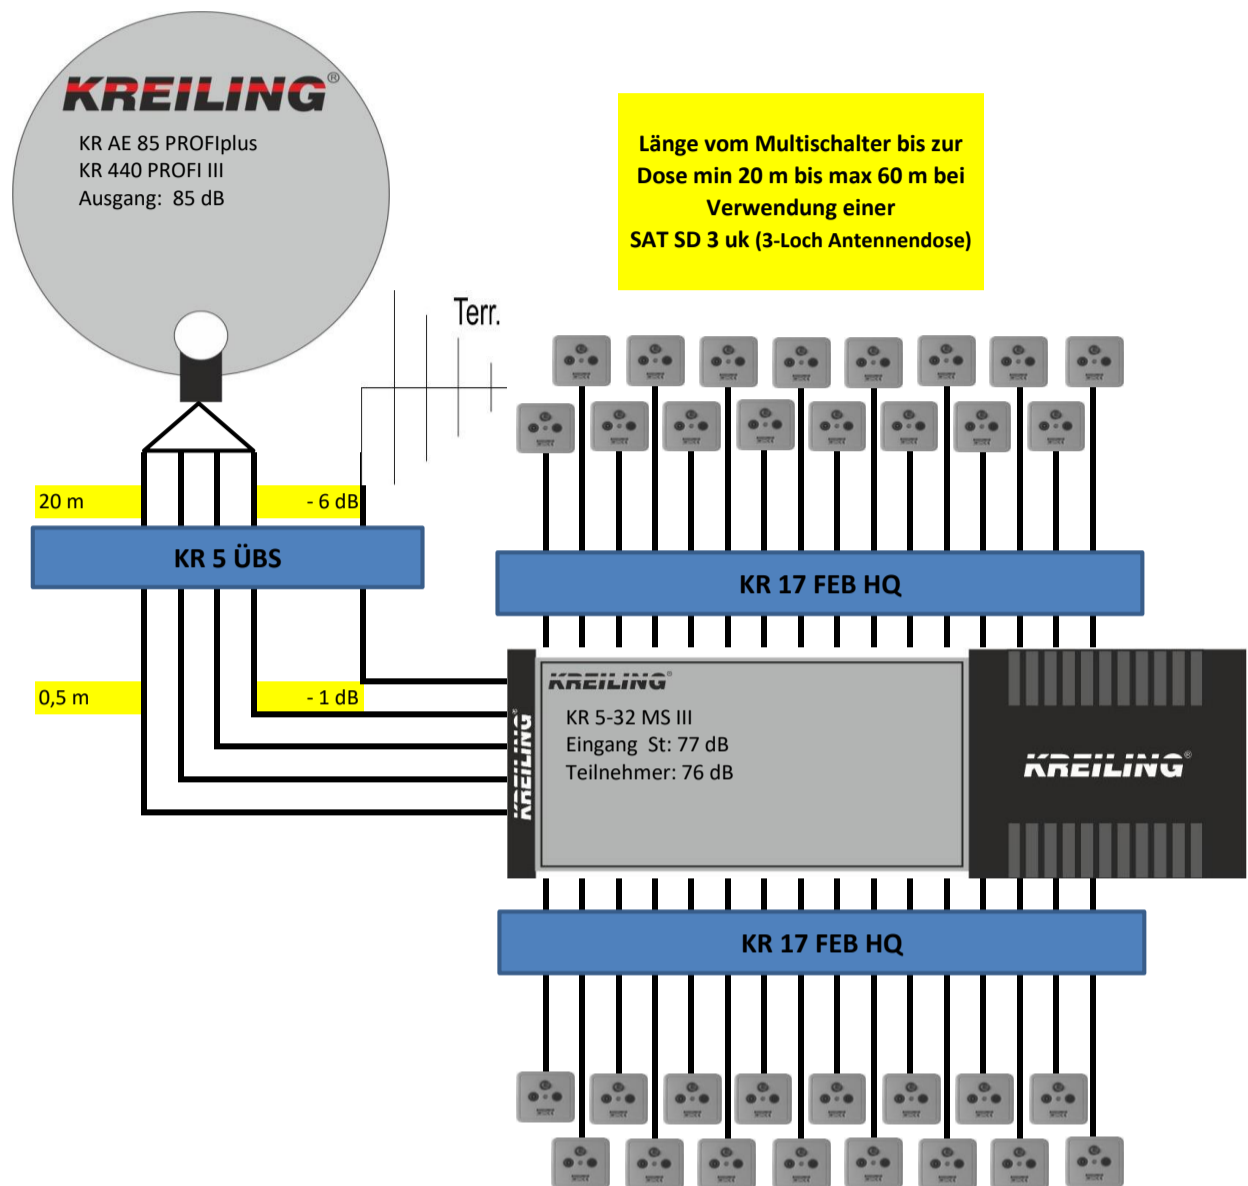 KREILING®
KR AE 85 PROFIplus
KR 440 PROFI III
Ausgang: 85 dB
Länge vom Multischalter bis zur
Dose min 20 m bis max 60 m bei
Verwendung einer
SAT SD 3 uk (3-Loch Antennendose)
Terr.
20 m
- 6 dB
KR 5 ÜBS
KR 17 FEB HQ
0,5 m
- 1 dB
KREILING
KREILING®
KR 5-32 MS III
Eingang St: 77 dB
Teilnehmer: 76 dB
KREILING®
KR 17 FEB HQ